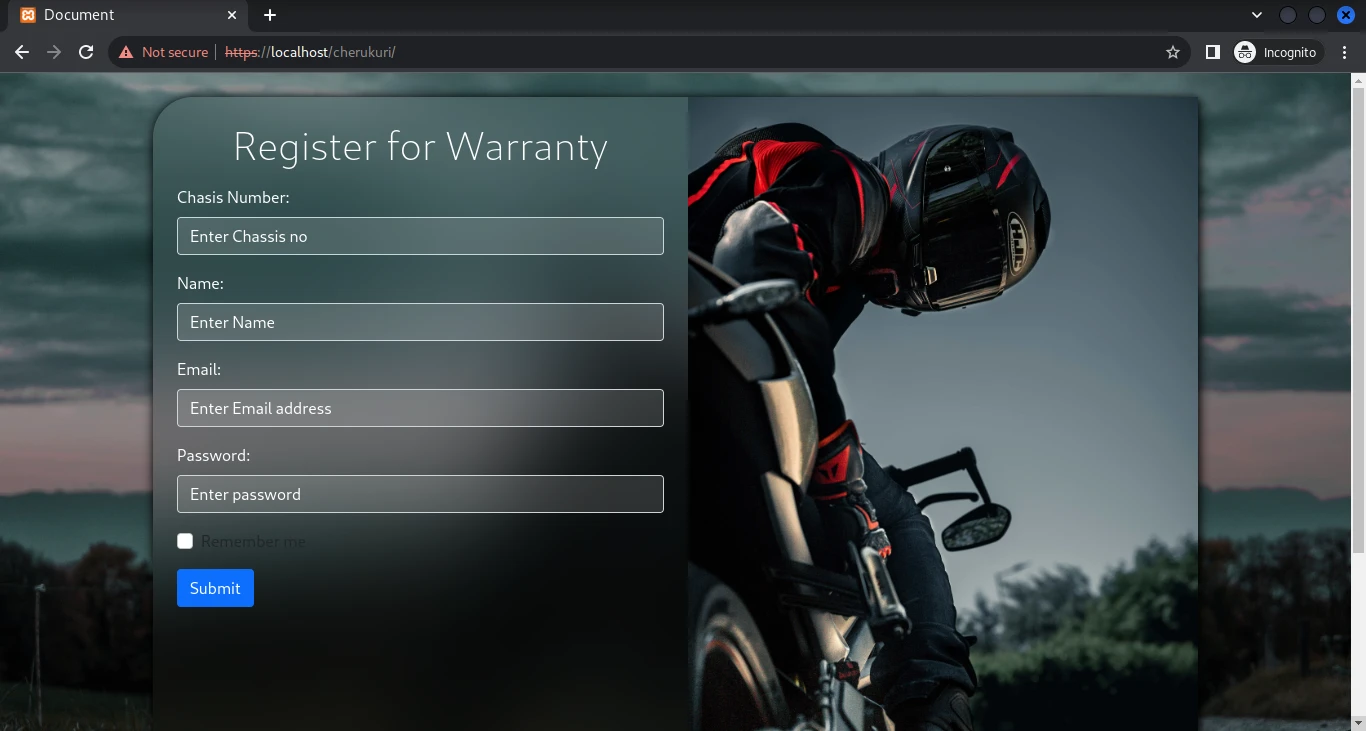 Document
Not secure
https://localhost/cherukuri/
Incognito
Register for Warranty
Chasis Number:
Enter Chassis no
Name:
Enter Name
Email:
Enter Email address
Password:
Enter password
Remember me
Submit
HJC